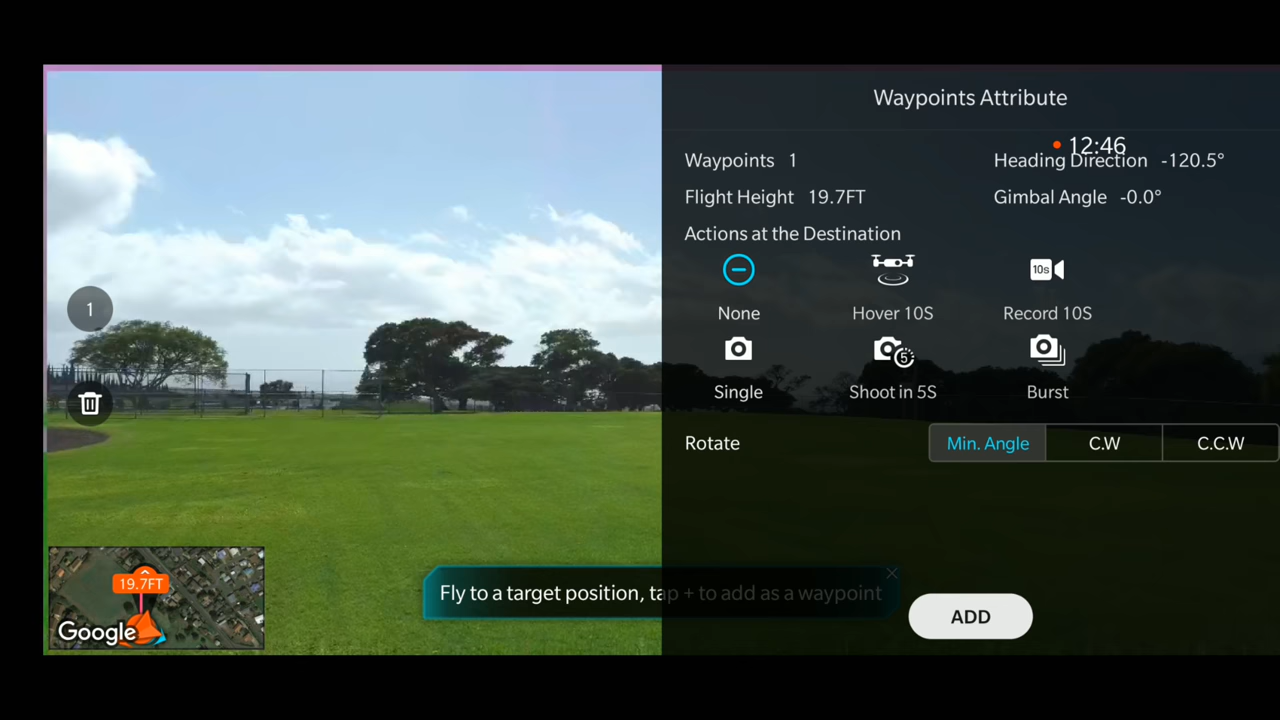 Waypoints Attribute
12:46
Waypoints 1
Heading Direction -120.5°
Flight Height 19.7FT
Gimbal Angle -0.0°
Actions at the Destination
10s
None
Hover 10S
Record 10S
5
Single
Shoot in 5S
Burst
Rotate
Min. Angle
C.W
C.C.W
1
19.7FT
Google
Fly to a target position, tap + to add as a waypoint
ADD